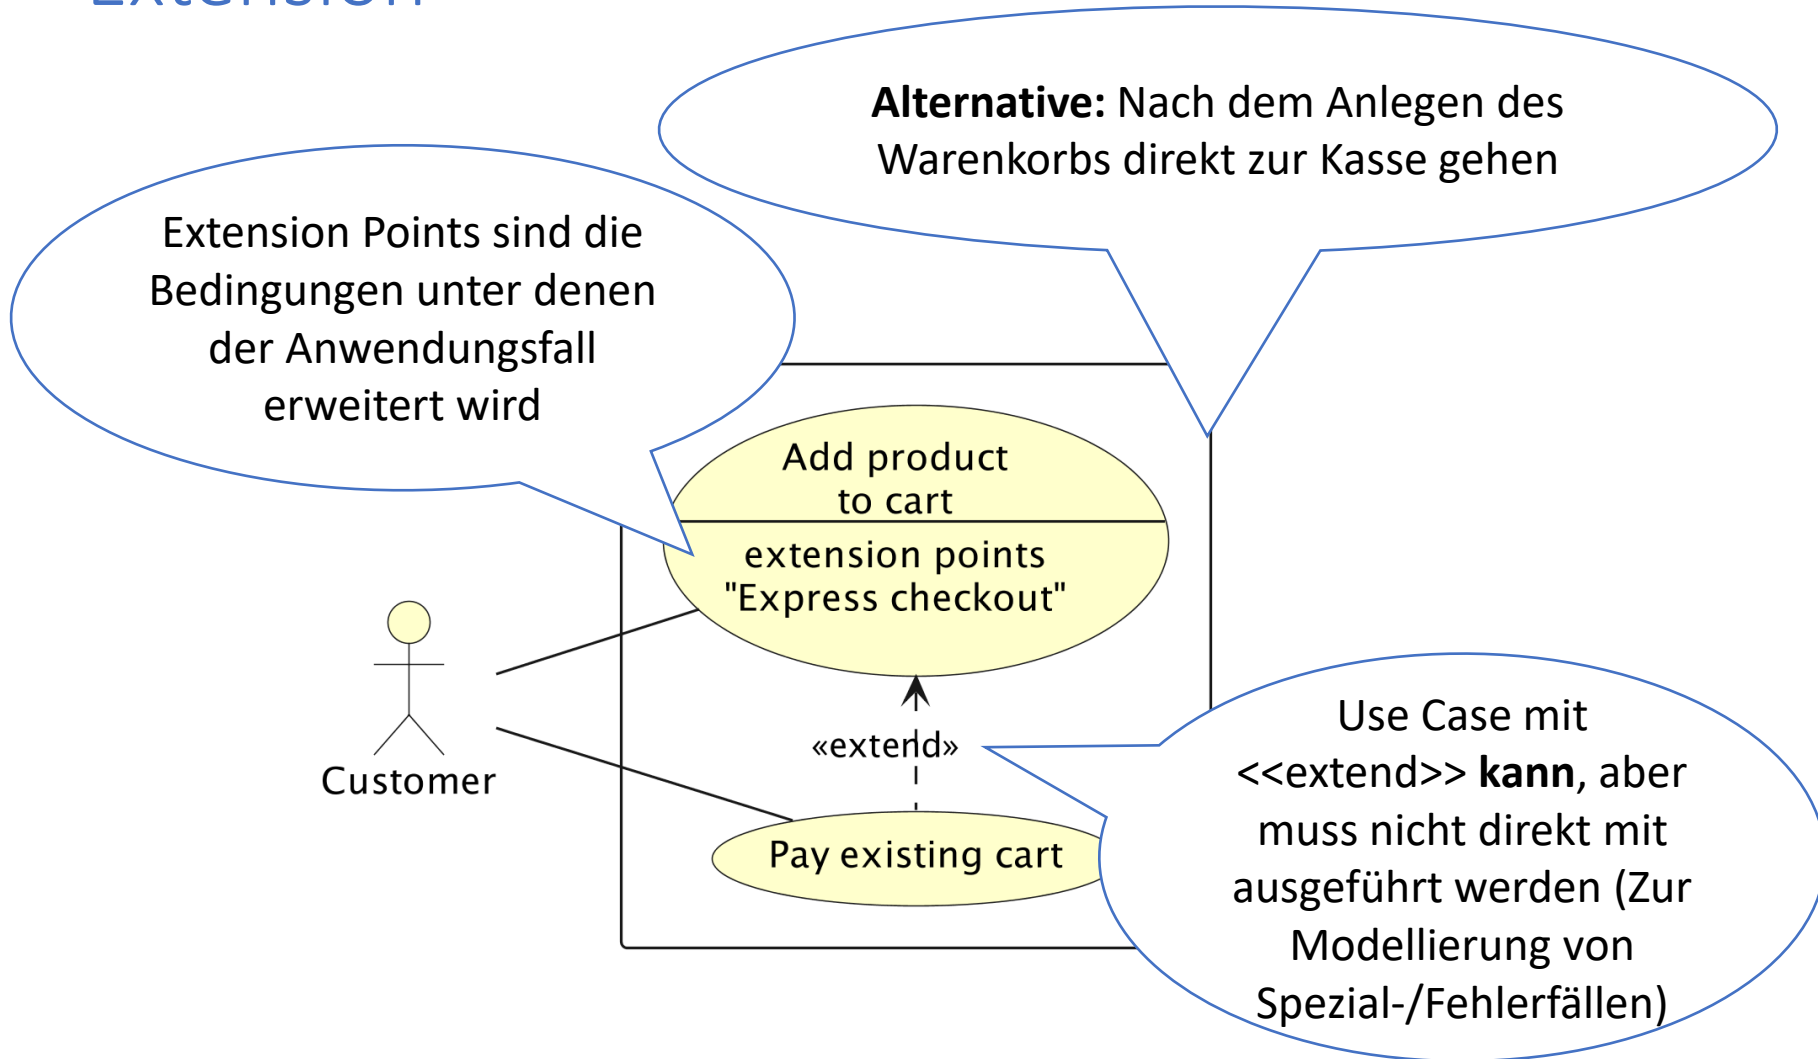 Extension
Alternative: Nach dem Anlegen des
Warenkorbs direkt zur Kasse gehen
Extension Points sind die
Bedingungen unter denen
der Anwendungsfall
erweitert wird
Add product
to cart
extension points
"Express checkout"
Customer
«extend»
Pay existing cart
Use Case mit
<<extend>> kann, aber
muss nicht direkt mit
ausgeführt werden (Zur
Modellierung von
Spezial-/Fehlerfällen)